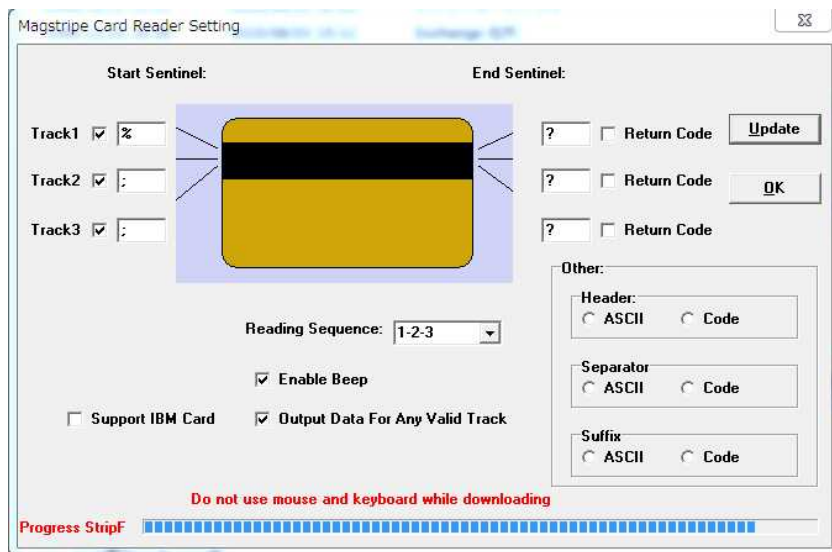 Magstripe Card Reader Setting
Start Sentinel: End Sentinel:
Track1 % ? Return Code Update
Track2 ; ? Return Code OK
Track3 ; ? Return Code
Other:
Header:
ASCII Code
Reading Sequence: 1-2-3
Separator
Enable Beep ASCII Code
Support IBM Card Output Data For Any Valid Track
Suffix
ASCII Code
Do not use mouse and keyboard while downloading
Progress StripF